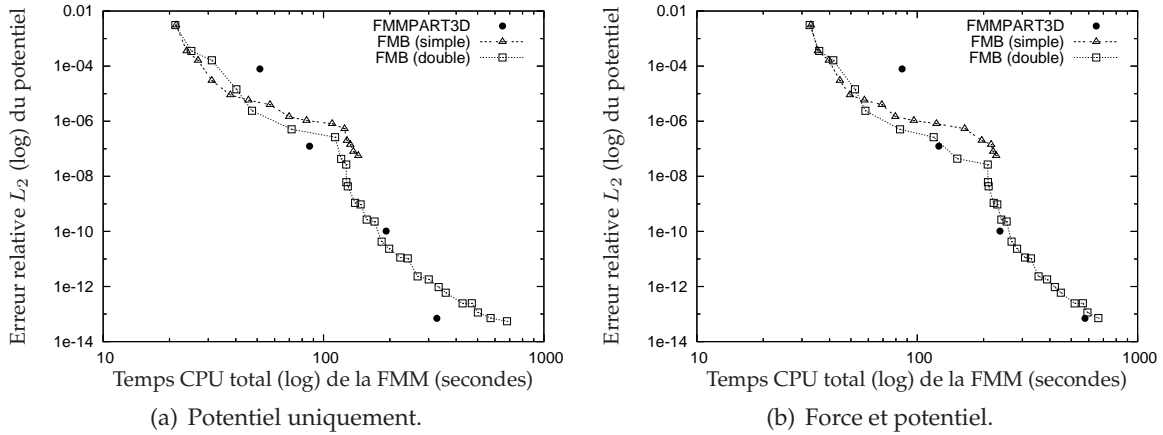 Erreur relative L2 (log) du potentiel
0.01
1e-04
1e-06
1e-08
1e-10
1e-12
1e-14
FMMPART3D
FMB (simple)
FMB (double)
10
100
1000
Temps CPU total (log) de la FMM (secondes)
(a) Potentiel uniquement.
Erreur relative L2 (log) du potentiel
0.01
1e-04
1e-06
1e-08
1e-10
1e-12
1e-14
FMMPART3D
FMB (simple)
FMB (double)
10
100
1000
Temps CPU total (log) de la FMM (secondes)
(b) Force et potentiel.